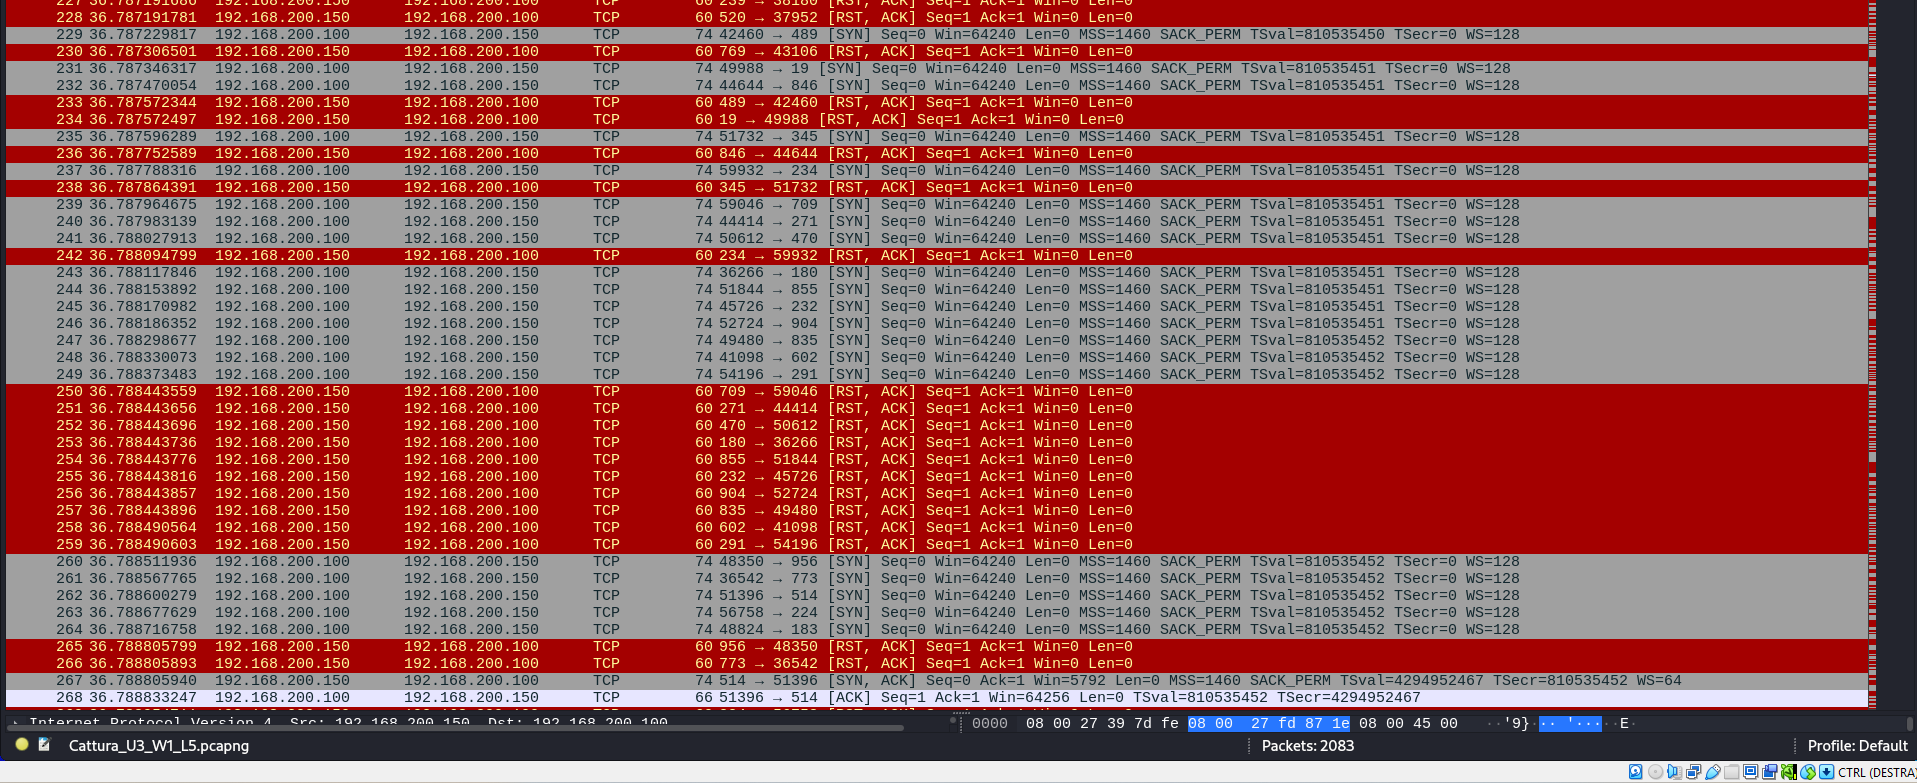 227 36.787191686 192.168.200.150 192.168.200.100 TCP 60 239 → 38180 [RST, ACK] Seq=1 Ack=1 Win=0 Len=0
228 36.787191781 192.168.200.150 192.168.200.100 TCP 60 520 → 37952 [RST, ACK] Seq=1 Ack=1 Win=0 Len=0
229 36.787229817 192.168.200.100 192.168.200.150 TCP 74 42460 → 489 [SYN] Seq=0 Win=64240 Len=0 MSS=1460 SACK_PERM TSval=810535450 TSecr=0 WS=128
230 36.787306501 192.168.200.150 192.168.200.100 TCP 60 769 → 43106 [RST, ACK] Seq=1 Ack=1 Win=0 Len=0
231 36.787346317 192.168.200.100 192.168.200.150 TCP 74 49988 → 19 [SYN] Seq=0 Win=64240 Len=0 MSS=1460 SACK_PERM TSval=810535451 TSecr=0 WS=128
232 36.787470054 192.168.200.100 192.168.200.150 TCP 74 44644 → 846 [SYN] Seq=0 Win=64240 Len=0 MSS=1460 SACK_PERM TSval=810535451 TSecr=0 WS=128
233 36.787572344 192.168.200.150 192.168.200.100 TCP 60 489 → 42460 [RST, ACK] Seq=1 Ack=1 Win=0 Len=0
234 36.787572497 192.168.200.150 192.168.200.100 TCP 60 19 → 49988 [RST, ACK] Seq=1 Ack=1 Win=0 Len=0
235 36.787596289 192.168.200.100 192.168.200.150 TCP 74 51732 → 345 [SYN] Seq=0 Win=64240 Len=0 MSS=1460 SACK_PERM TSval=810535451 TSecr=0 WS=128
236 36.787752589 192.168.200.150 192.168.200.100 TCP 60 846 → 44644 [RST, ACK] Seq=1 Ack=1 Win=0 Len=0
237 36.787788316 192.168.200.100 192.168.200.150 TCP 74 59932 → 234 [SYN] Seq=0 Win=64240 Len=0 MSS=1460 SACK_PERM TSval=810535451 TSecr=0 WS=128
238 36.787864391 192.168.200.150 192.168.200.100 TCP 60 345 → 51732 [RST, ACK] Seq=1 Ack=1 Win=0 Len=0
239 36.787964675 192.168.200.100 192.168.200.150 TCP 74 59046 → 709 [SYN] Seq=0 Win=64240 Len=0 MSS=1460 SACK_PERM TSval=810535451 TSecr=0 WS=128
240 36.787983139 192.168.200.100 192.168.200.150 TCP 74 44414 → 271 [SYN] Seq=0 Win=64240 Len=0 MSS=1460 SACK_PERM TSval=810535451 TSecr=0 WS=128
241 36.788027913 192.168.200.100 192.168.200.150 TCP 74 50612 → 470 [SYN] Seq=0 Win=64240 Len=0 MSS=1460 SACK_PERM TSval=810535451 TSecr=0 WS=128
242 36.788094799 192.168.200.150 192.168.200.100 TCP 60 234 → 59932 [RST, ACK] Seq=1 Ack=1 Win=0 Len=0
243 36.788117846 192.168.200.100 192.168.200.150 TCP 74 36266 → 180 [SYN] Seq=0 Win=64240 Len=0 MSS=1460 SACK_PERM TSval=810535451 TSecr=0 WS=128
244 36.788153892 192.168.200.100 192.168.200.150 TCP 74 51844 → 855 [SYN] Seq=0 Win=64240 Len=0 MSS=1460 SACK_PERM TSval=810535451 TSecr=0 WS=128
245 36.788170982 192.168.200.100 192.168.200.150 TCP 74 45726 → 232 [SYN] Seq=0 Win=64240 Len=0 MSS=1460 SACK_PERM TSval=810535451 TSecr=0 WS=128
246 36.788186352 192.168.200.100 192.168.200.150 TCP 74 52724 → 904 [SYN] Seq=0 Win=64240 Len=0 MSS=1460 SACK_PERM TSval=810535451 TSecr=0 WS=128
247 36.788298677 192.168.200.100 192.168.200.150 TCP 74 49480 → 835 [SYN] Seq=0 Win=64240 Len=0 MSS=1460 SACK_PERM TSval=810535452 TSecr=0 WS=128
248 36.788330073 192.168.200.100 192.168.200.150 TCP 74 41098 → 602 [SYN] Seq=0 Win=64240 Len=0 MSS=1460 SACK_PERM TSval=810535452 TSecr=0 WS=128
249 36.788373483 192.168.200.100 192.168.200.150 TCP 74 54196 → 291 [SYN] Seq=0 Win=64240 Len=0 MSS=1460 SACK_PERM TSval=810535452 TSecr=0 WS=128
250 36.788443559 192.168.200.150 192.168.200.100 TCP 60 709 → 59046 [RST, ACK] Seq=1 Ack=1 Win=0 Len=0
251 36.788443656 192.168.200.150 192.168.200.100 TCP 60 271 → 44414 [RST, ACK] Seq=1 Ack=1 Win=0 Len=0
252 36.788443696 192.168.200.150 192.168.200.100 TCP 60 470 → 50612 [RST, ACK] Seq=1 Ack=1 Win=0 Len=0
253 36.788443736 192.168.200.150 192.168.200.100 TCP 60 180 → 36266 [RST, ACK] Seq=1 Ack=1 Win=0 Len=0
254 36.788443776 192.168.200.150 192.168.200.100 TCP 60 855 → 51844 [RST, ACK] Seq=1 Ack=1 Win=0 Len=0
255 36.788443816 192.168.200.150 192.168.200.100 TCP 60 232 → 45726 [RST, ACK] Seq=1 Ack=1 Win=0 Len=0
256 36.788443857 192.168.200.150 192.168.200.100 TCP 60 904 → 52724 [RST, ACK] Seq=1 Ack=1 Win=0 Len=0
257 36.788443896 192.168.200.150 192.168.200.100 TCP 60 835 → 49480 [RST, ACK] Seq=1 Ack=1 Win=0 Len=0
258 36.788490564 192.168.200.150 192.168.200.100 TCP 60 602 → 41098 [RST, ACK] Seq=1 Ack=1 Win=0 Len=0
259 36.788490603 192.168.200.150 192.168.200.100 TCP 60 291 → 54196 [RST, ACK] Seq=1 Ack=1 Win=0 Len=0
260 36.788511936 192.168.200.100 192.168.200.150 TCP 74 48350 → 956 [SYN] Seq=0 Win=64240 Len=0 MSS=1460 SACK_PERM TSval=810535452 TSecr=0 WS=128
261 36.788567765 192.168.200.100 192.168.200.150 TCP 74 36542 → 773 [SYN] Seq=0 Win=64240 Len=0 MSS=1460 SACK_PERM TSval=810535452 TSecr=0 WS=128
262 36.788600279 192.168.200.100 192.168.200.150 TCP 74 51396 → 514 [SYN] Seq=0 Win=64240 Len=0 MSS=1460 SACK_PERM TSval=810535452 TSecr=0 WS=128
263 36.788677629 192.168.200.100 192.168.200.150 TCP 74 56758 → 224 [SYN] Seq=0 Win=64240 Len=0 MSS=1460 SACK_PERM TSval=810535452 TSecr=0 WS=128
264 36.788716758 192.168.200.100 192.168.200.150 TCP 74 48824 → 183 [SYN] Seq=0 Win=64240 Len=0 MSS=1460 SACK_PERM TSval=810535452 TSecr=0 WS=128
265 36.788805799 192.168.200.150 192.168.200.100 TCP 60 956 → 48350 [RST, ACK] Seq=1 Ack=1 Win=0 Len=0
266 36.788805893 192.168.200.150 192.168.200.100 TCP 60 773 → 36542 [RST, ACK] Seq=1 Ack=1 Win=0 Len=0
267 36.788805940 192.168.200.150 192.168.200.100 TCP 74 514 → 51396 [SYN, ACK] Seq=0 Ack=1 Win=5792 Len=0 MSS=1460 SACK_PERM TSval=4294952467 TSecr=810535452 WS=64
268 36.788833247 192.168.200.100 192.168.200.150 TCP 66 51396 → 514 [ACK] Seq=1 Ack=1 Win=64256 Len=0 TSval=810535452 TSecr=4294952467
Internet Protocol Version 4, Src: 192.168.200.150, Dst: 192.168.200.100
0000 08 00 27 39 7d fe 08 00 27 fd 87 1e 08 00 45 00 ··'9}· ·· '··· ··E·
Cattura_U3_W1_L5.pcapng
Packets: 2083
Profile: Default
CTRL (DESTRA